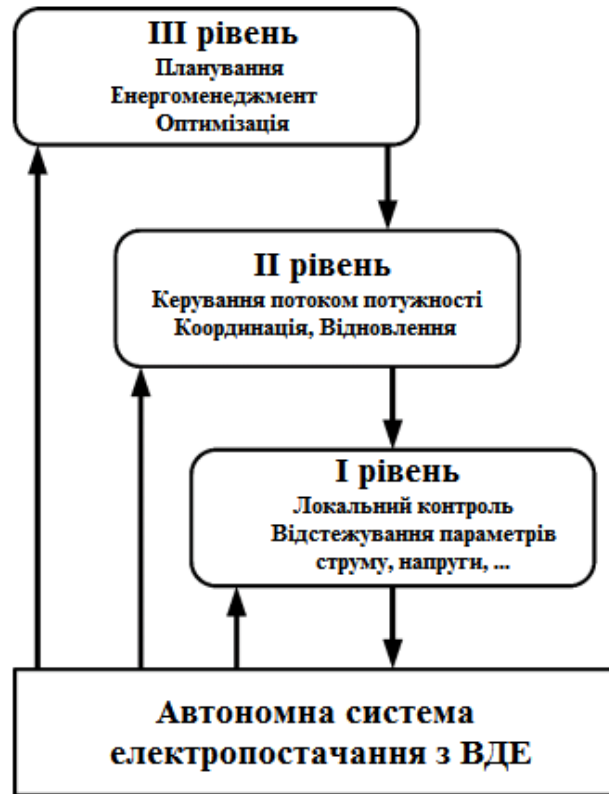 III рівень
Планування
Енергоменеджмент
Оптимізація
II рівень
Керування потоком потужності
Координація, Відновлення
I рівень
Локальний контроль
Відстежування параметрів
струму, напруги, ...
Автономна система
електропостачання з ВДЕ